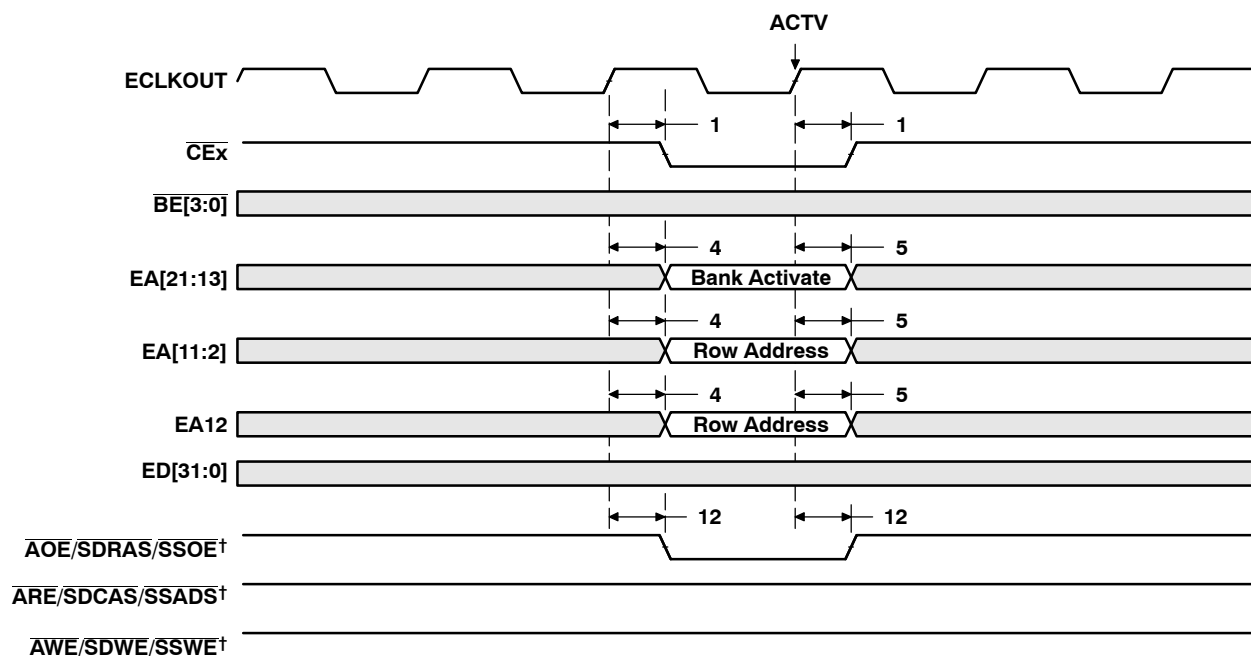 ACTV
ECLKOUT
1 1
CEx
BE[3:0]
4 5
EA[21:13] Bank Activate
4 5
EA[11:2] Row Address
4 5
EA12 Row Address
ED[31:0]
12 12
AOE/SDRAS/SSOE†
ARE/SDCAS/SSADS†
AWE/SDWE/SSWE†